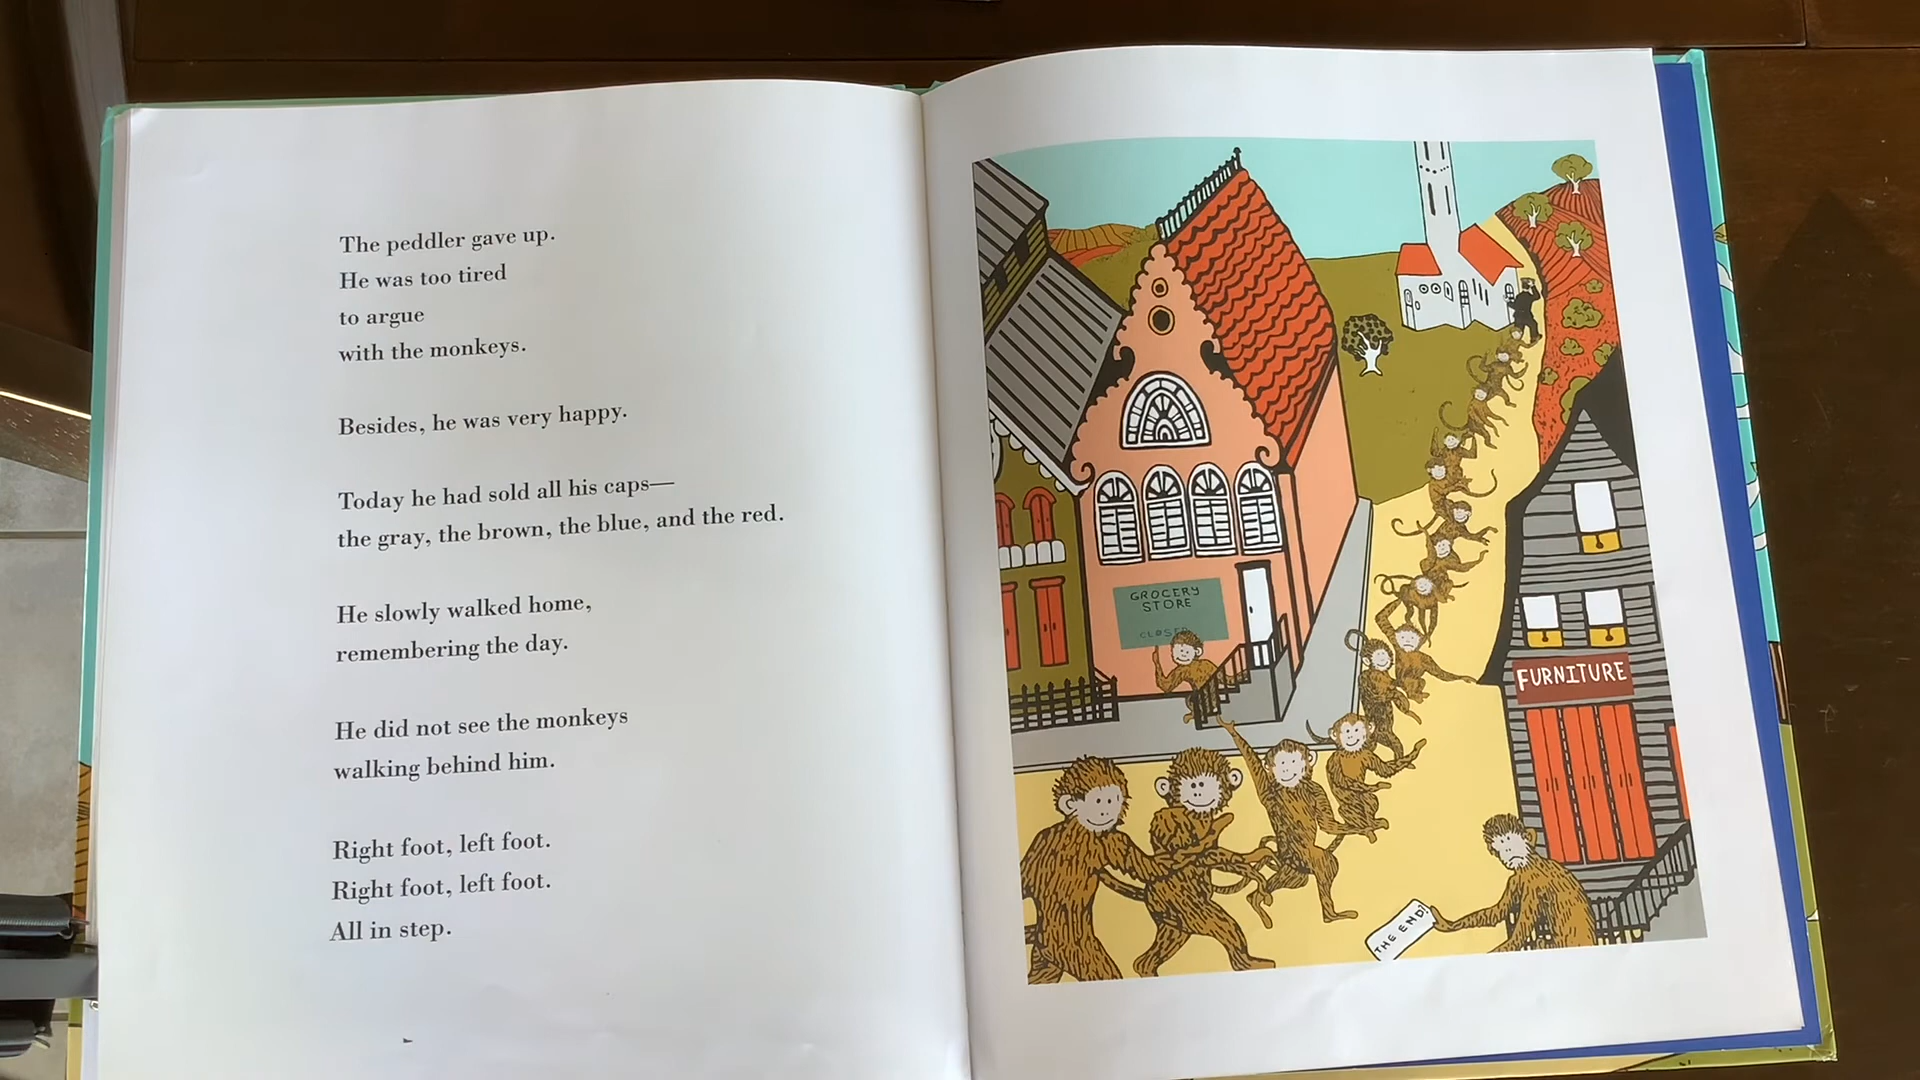 The peddler gave up.
He was too tired
to argue
with the monkeys.
Besides, he was very happy.
Today he had sold all his caps—
the gray, the brown, the blue, and the red.
He slowly walked home,
remembering the day.
He did not see the monkeys
walking behind him.
Right foot, left foot.
Right foot, left foot.
All in step.
GROCERY
STORE
CLOSED
FURNITURE
THE END!